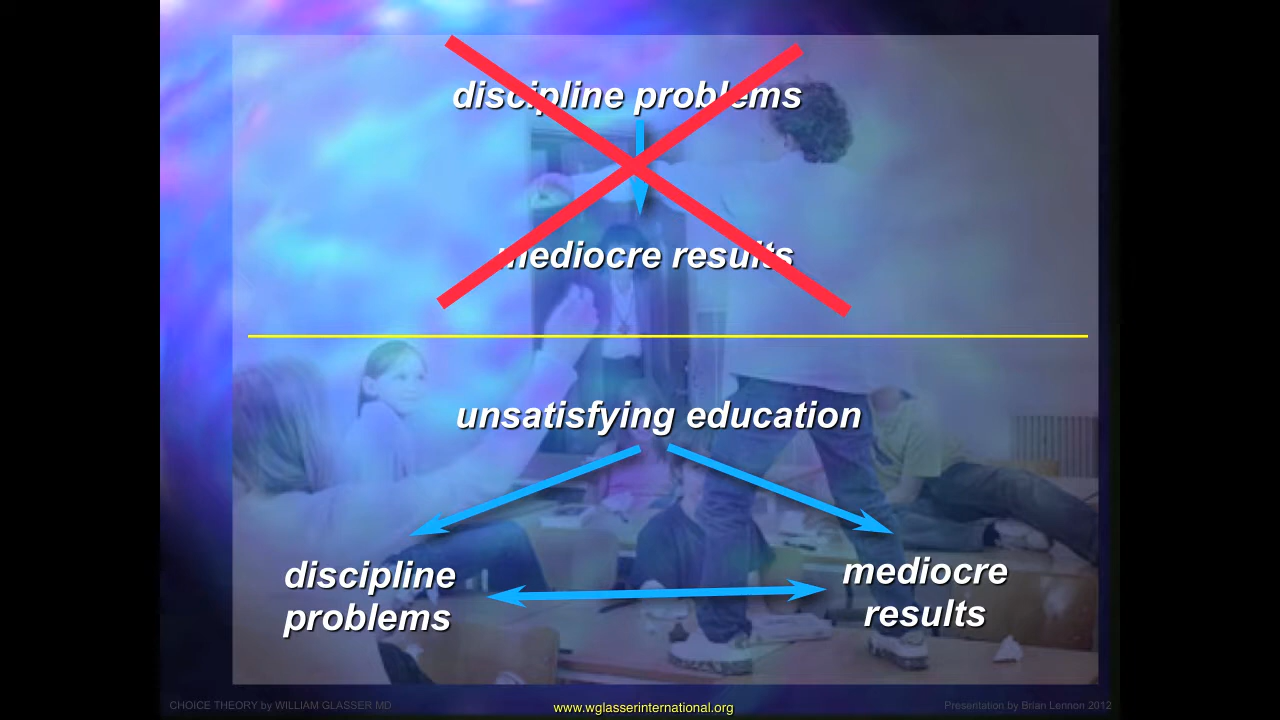 discipline problems
mediocre results
unsatisfying education
discipline
problems
mediocre
results
CHOICE THEORY by WILLIAM GLASSER MD
www.wglasserinternational.org
Presentation by Brian Lennon 2012